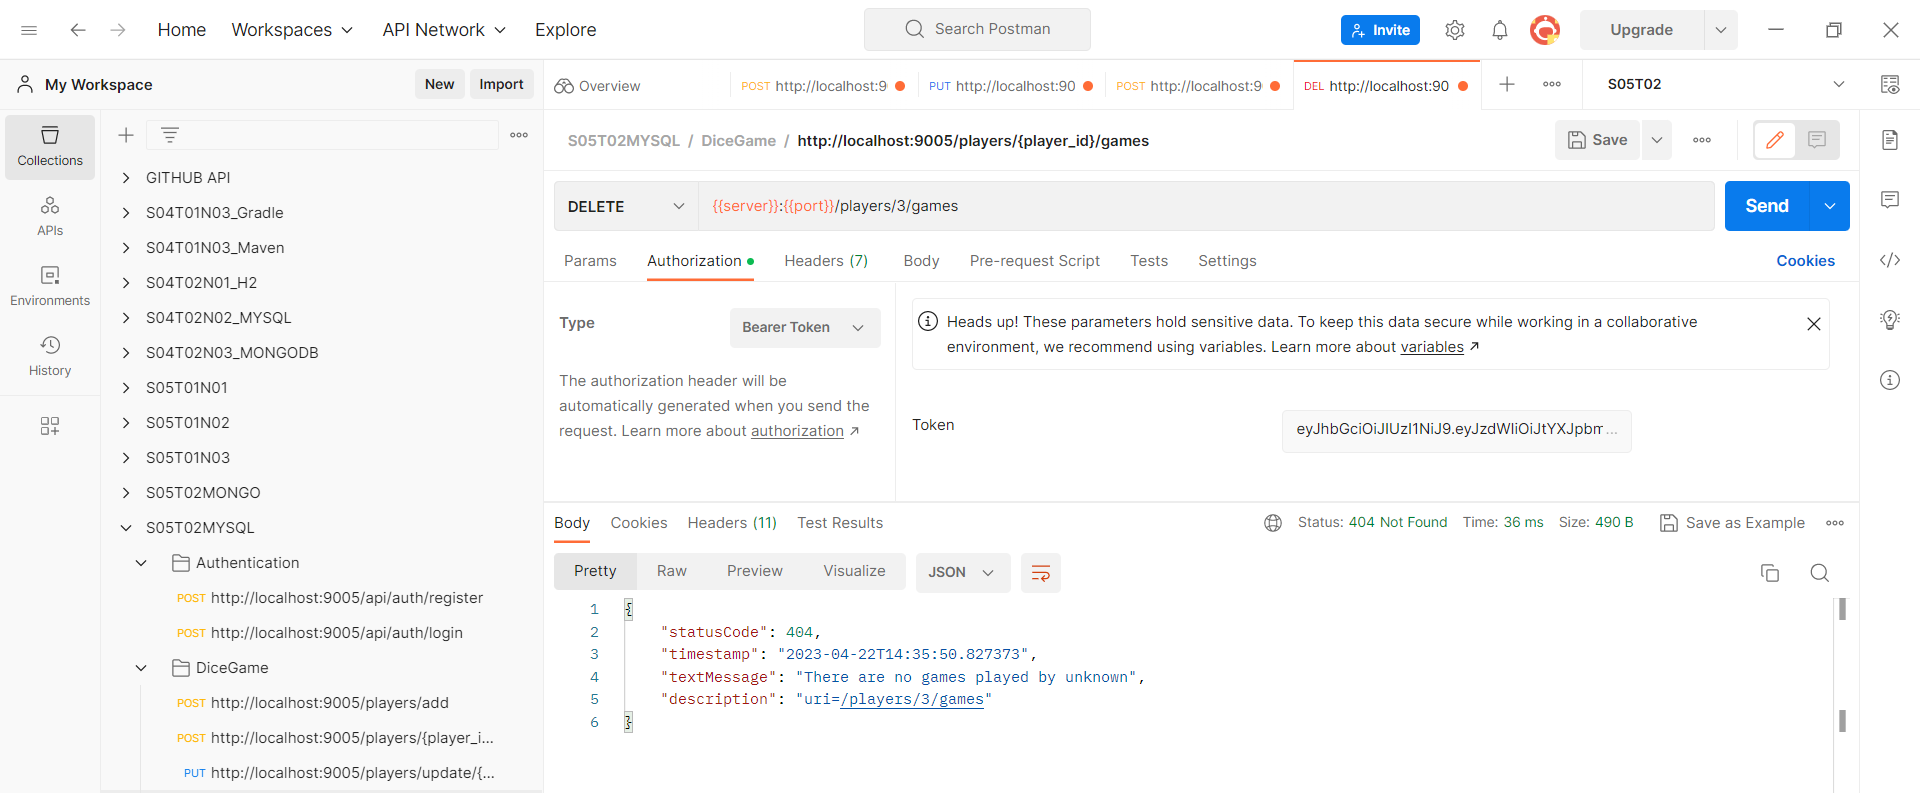 Home
Workspaces
API Network
Explore
Search Postman
Invite
Upgrade
My Workspace
New
Import
Overview
POST http://localhost:9
PUT http://localhost:90
POST http://localhost:9
DEL http://localhost:90
S05T02
Collections
APIs
Environments
History
GITHUB API
S04T01N03_Gradle
S04T01N03_Maven
S04T02N01_H2
S04T02N02_MYSQL
S04T02N03_MONGODB
S05T01N01
S05T01N02
S05T01N03
S05T02MONGO
S05T02MYSQL
Authentication
POST http://localhost:9005/api/auth/register
POST http://localhost:9005/api/auth/login
DiceGame
POST http://localhost:9005/players/add
POST http://localhost:9005/players/{player_i...
PUT http://localhost:9005/players/update/{...
S05T02MYSQL / DiceGame / http://localhost:9005/players/{player_id}/games
Save
DELETE
{{server}}:{{port}}/players/3/games
Send
Params
Authorization
Headers (7)
Body
Pre-request Script
Tests
Settings
Cookies
Type
Bearer Token
The authorization header will be
automatically generated when you send the
request. Learn more about authorization ↗
Heads up! These parameters hold sensitive data. To keep this data secure while working in a collaborative
environment, we recommend using variables. Learn more about variables ↗
Token
eyJhbGciOiJIUzI1NiJ9.eyJzdWIiOiJtYXJpbm...
Body
Cookies
Headers (11)
Test Results
Status: 404 Not Found
Time: 36 ms
Size: 490 B
Save as Example
Pretty
Raw
Preview
Visualize
JSON
1 {
2 "statusCode": 404,
3 "timestamp": "2023-04-22T14:35:50.827373",
4 "textMessage": "There are no games played by unknown",
5 "description": "uri=/players/3/games"
6 }